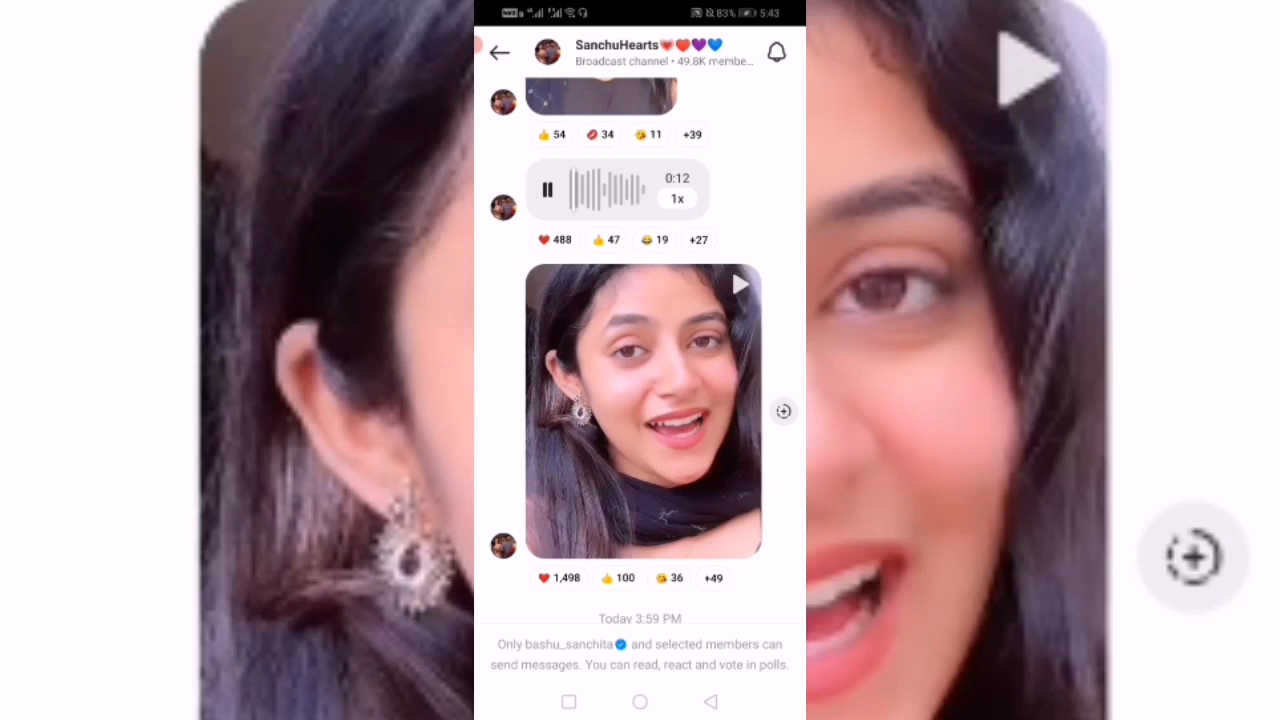 83% 5:43
SanchuHearts💗❤️💜💙
Broadcast channel • 49.8K membe...
👍 54 💋 34 😘 11 +39
0:12
1x
❤️ 488 👍 47 😂 19 +27
❤️ 1,498 👍 100 😘 36 +49
Today 3:59 PM
Only bashu_sanchita and selected members can
send messages. You can read, react and vote in polls.